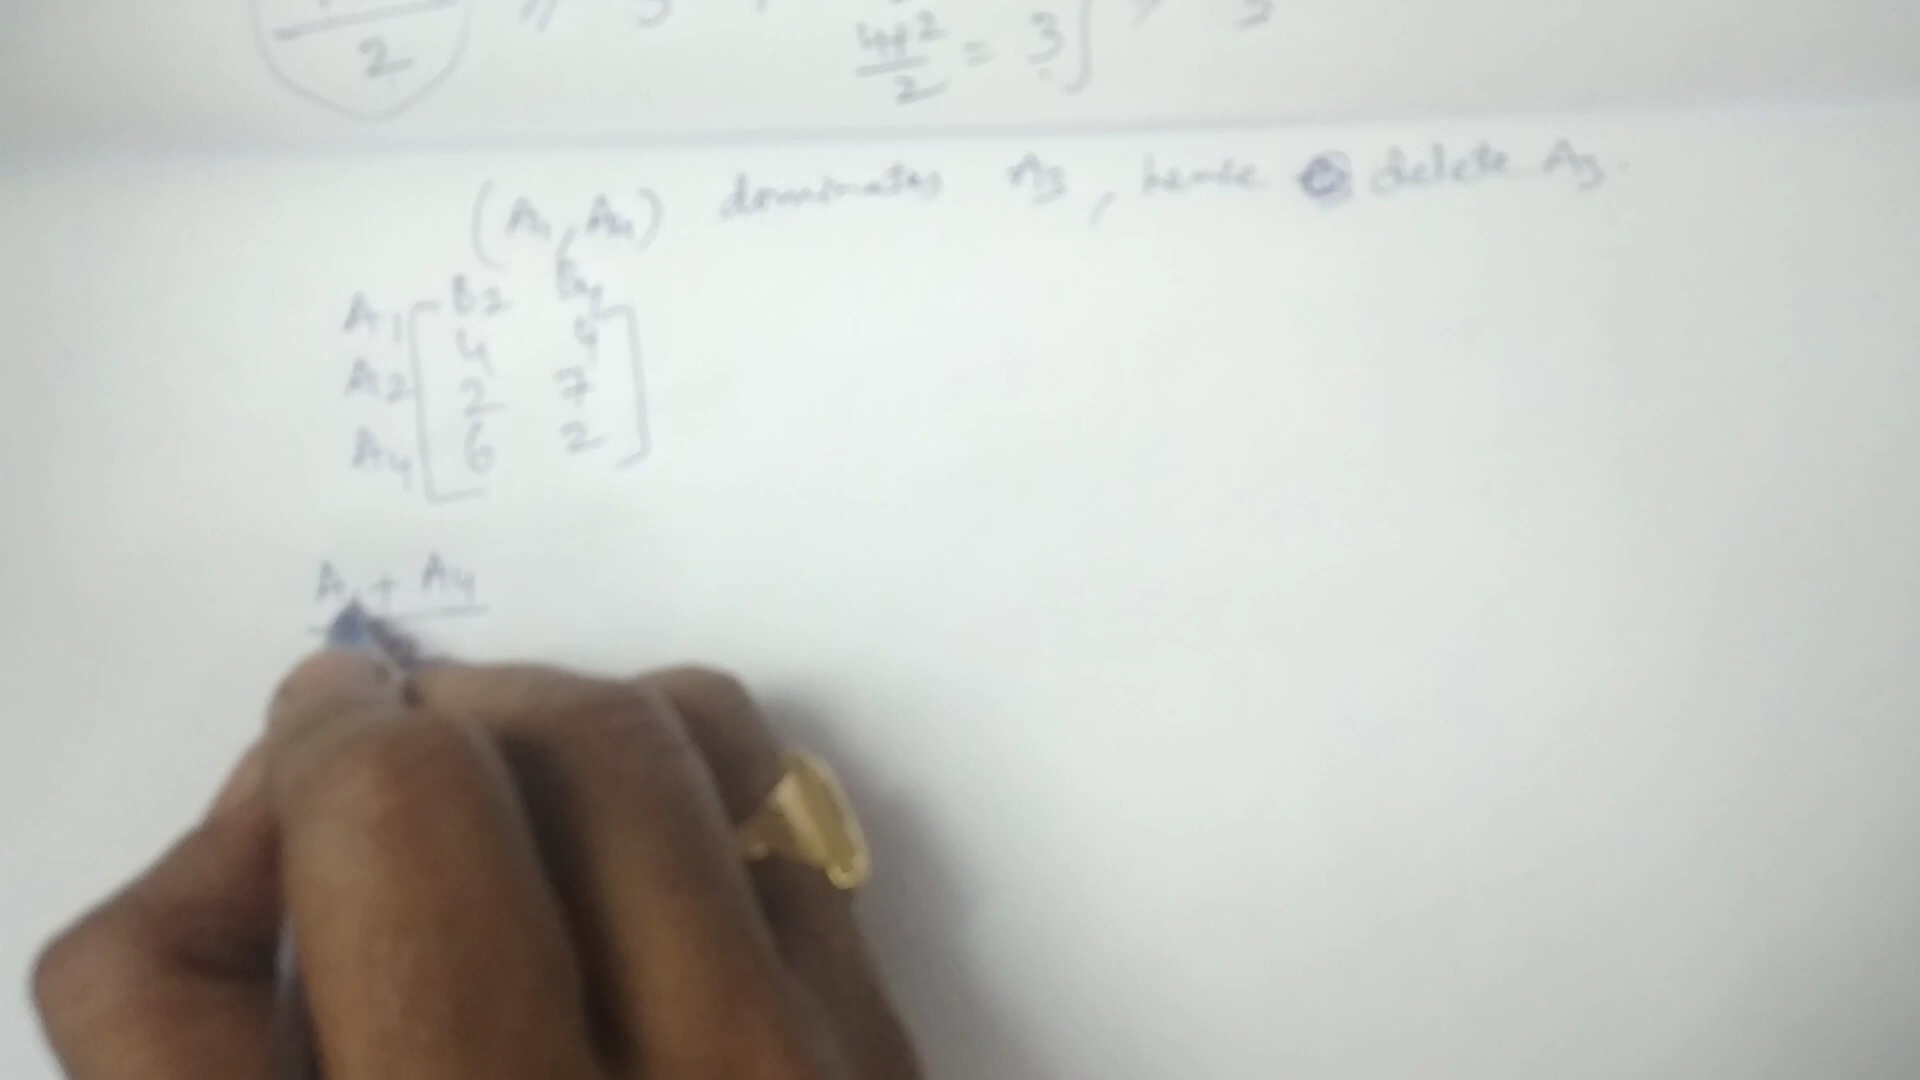 2
4+2
2
= 3
(A1, A4) dominates A3, hence delete A3.
B2 B4
A1 4 4
A2 2 7
A4 6 2
A1 + A4